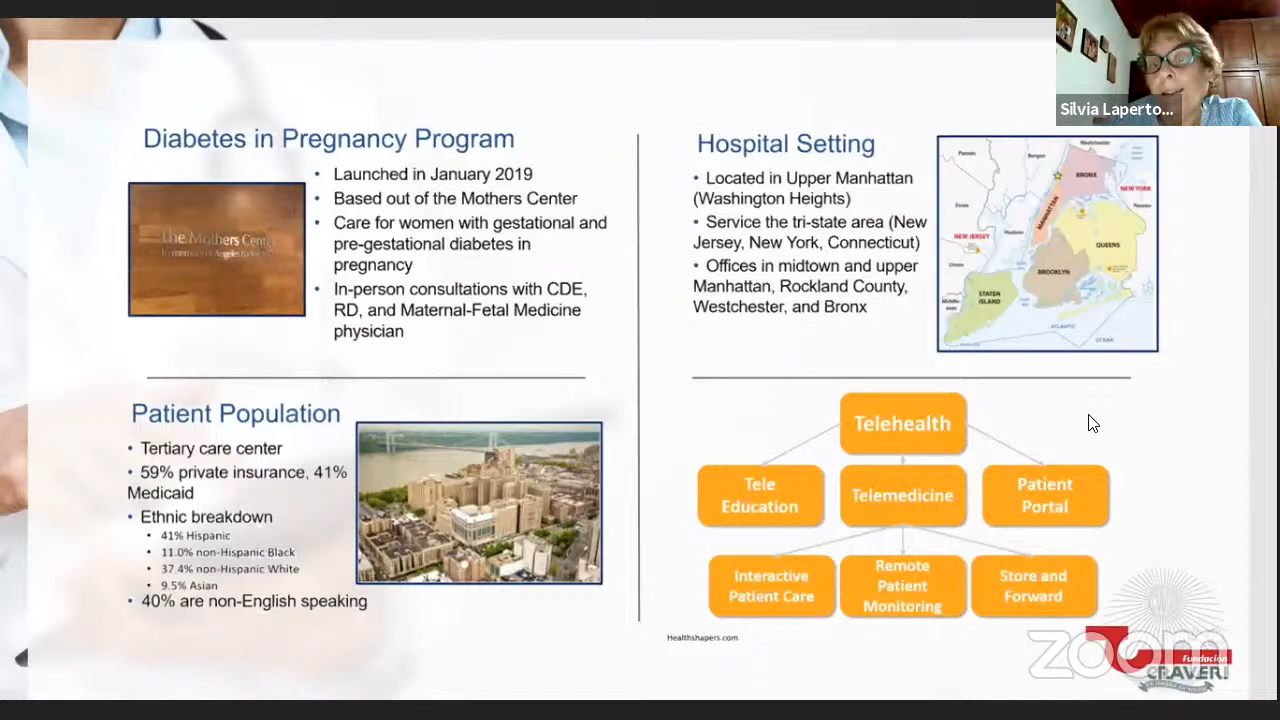 Silvia Laperto...
Diabetes in Pregnancy Program
• Launched in January 2019
• Based out of the Mothers Center
• Care for women with gestational and
pre-gestational diabetes in
pregnancy
• In-person consultations with CDE,
RD, and Maternal-Fetal Medicine
physician
The Mothers Center
Hospital Setting
• Located in Upper Manhattan
(Washington Heights)
• Service the tri-state area (New
Jersey, New York, Connecticut)
• Offices in midtown and upper
Manhattan, Rockland County,
Westchester, and Bronx
Westchester
Passaic
Bergen
BRONX
NEW YORK
Nassau
Essex
MANHATTAN
Hudson
NEW JERSEY
QUEENS
Union
BROOKLYN
STATEN
ISLAND
ATLANTIC
OCEAN
Patient Population
• Tertiary care center
• 59% private insurance, 41%
Medicaid
• Ethnic breakdown
• 41% Hispanic
• 11.0% non-Hispanic Black
• 37.4% non-Hispanic White
• 9.5% Asian
• 40% are non-English speaking
Telehealth
Tele
Education
Telemedicine
Patient
Portal
Interactive
Patient Care
Remote
Patient
Monitoring
Store and
Forward
Healthshapers.com
zoom
Fundación
CRAVERI